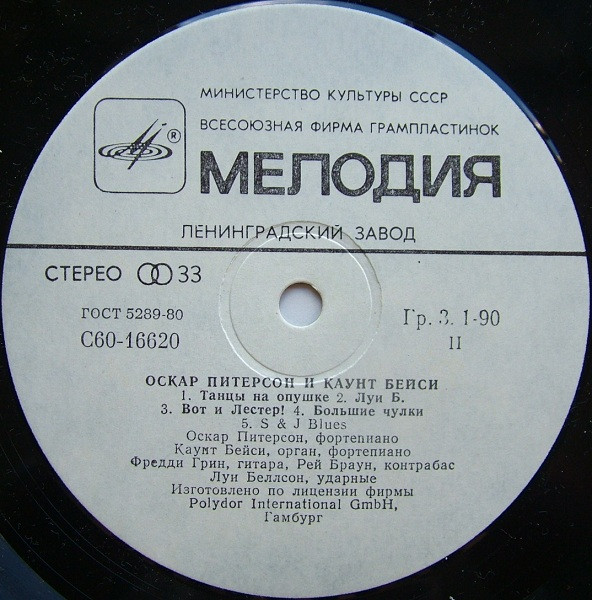 МИНИСТЕРСТВО КУЛЬТУРЫ СССР
ВСЕСОЮЗНАЯ ФИРМА ГРАМПЛАСТИНОК
®
МЕЛОДИЯ
ЛЕНИНГРАДСКИЙ ЗАВОД
СТЕРЕО 33
ГОСТ 5289-80
С60-16620
Гр. 3. 1-90
II
ОСКАР ПИТЕРСОН И КАУНТ БЕЙСИ
1. Танцы на опушке 2. Луи Б.
3. Вот и Лестер! 4. Большие чулки
5. S & J Blues
Оскар Питерсон, фортепиано
Каунт Бейси, орган, фортепиано
Фредди Грин, гитара, Рей Браун, контрабас
Луи Беллсон, ударные
Изготовлено по лицензии фирмы
Polydor International GmbH,
Гамбург